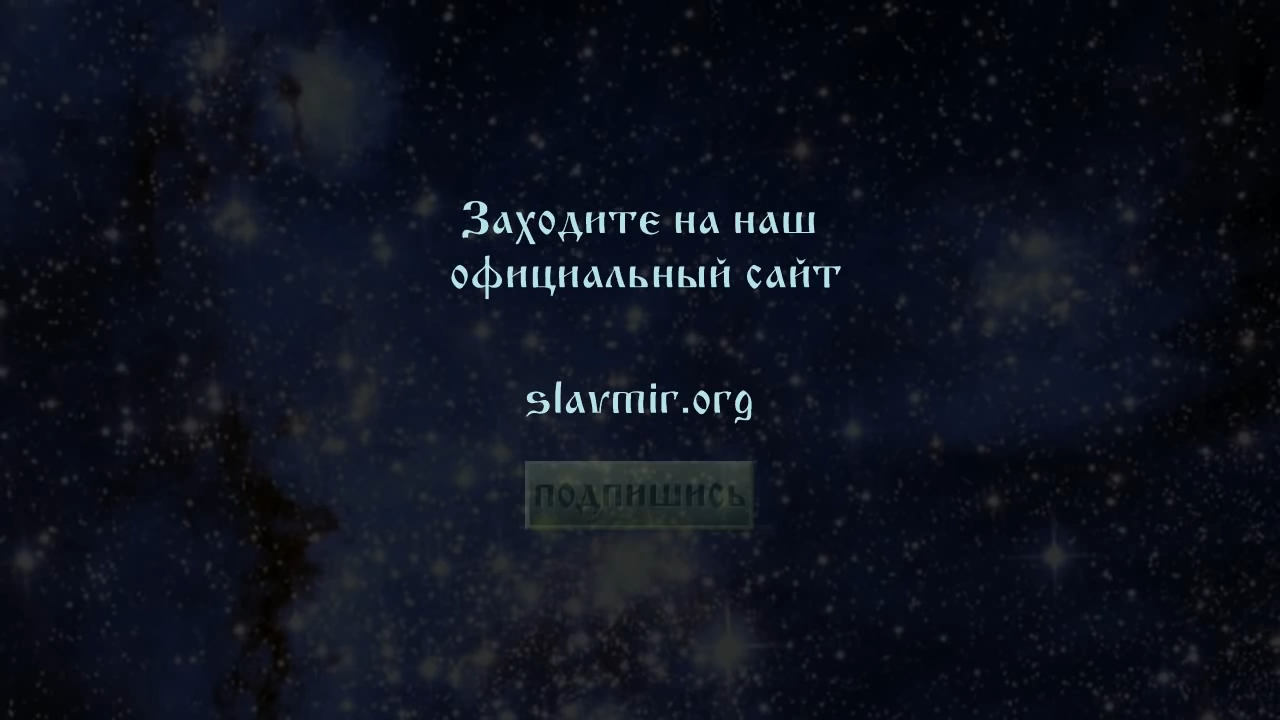 Заходите на наш
официальный сайт
slavmir.org
подпишись